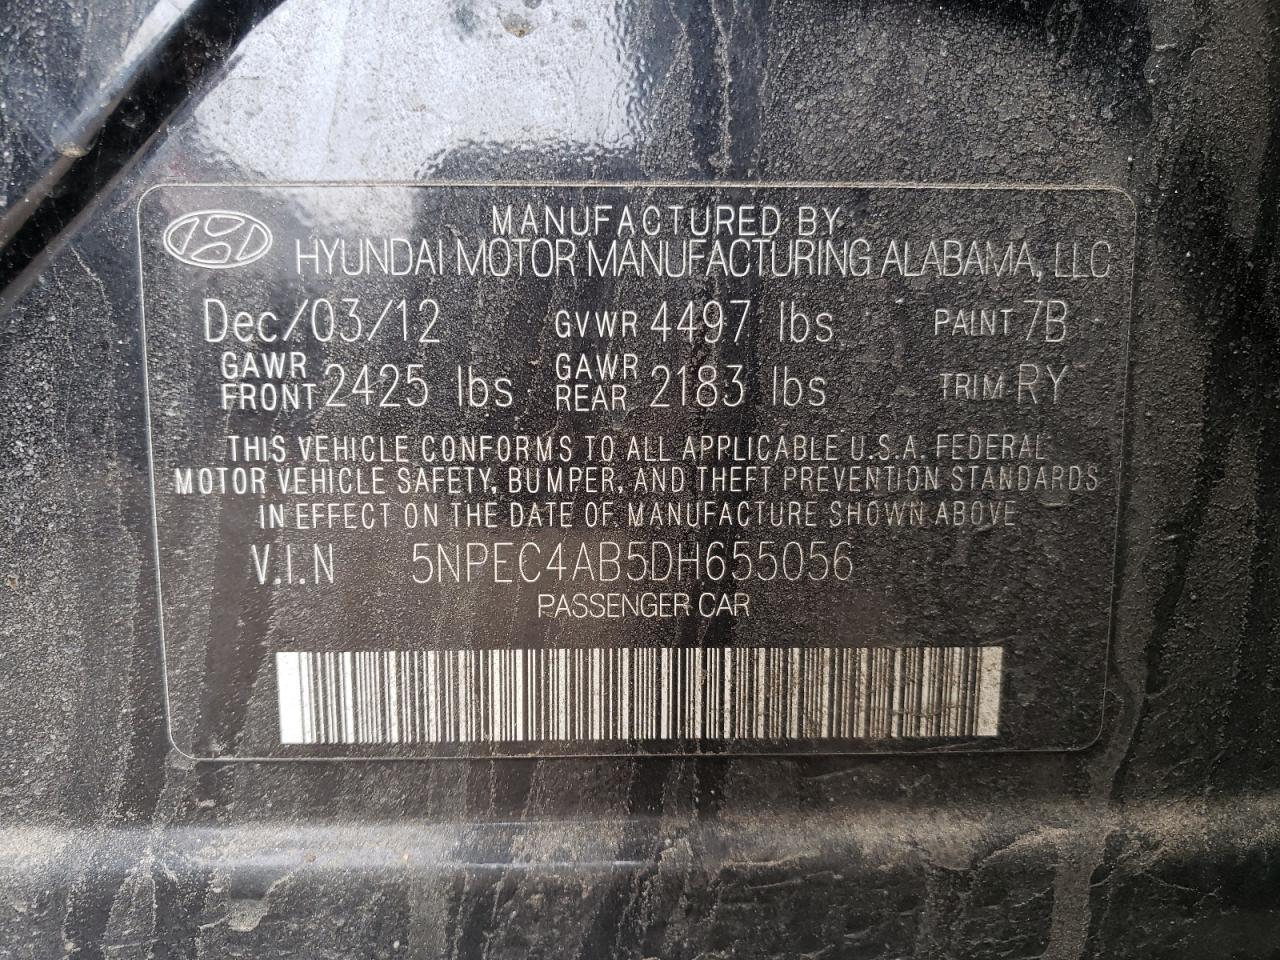 MANUFACTURED BY
HYUNDAI MOTOR MANUFACTURING ALABAMA, LLC
Dec/03/12 GVWR 4497 lbs PAINT 7B
GAWR FRONT 2425 lbs GAWR REAR 2183 lbs TRIM RY
THIS VEHICLE CONFORMS TO ALL APPLICABLE U.S.A. FEDERAL
MOTOR VEHICLE SAFETY, BUMPER, AND THEFT PREVENTION STANDARDS
IN EFFECT ON THE DATE OF MANUFACTURE SHOWN ABOVE
V.I.N 5NPEC4AB5DH655056
PASSENGER CAR